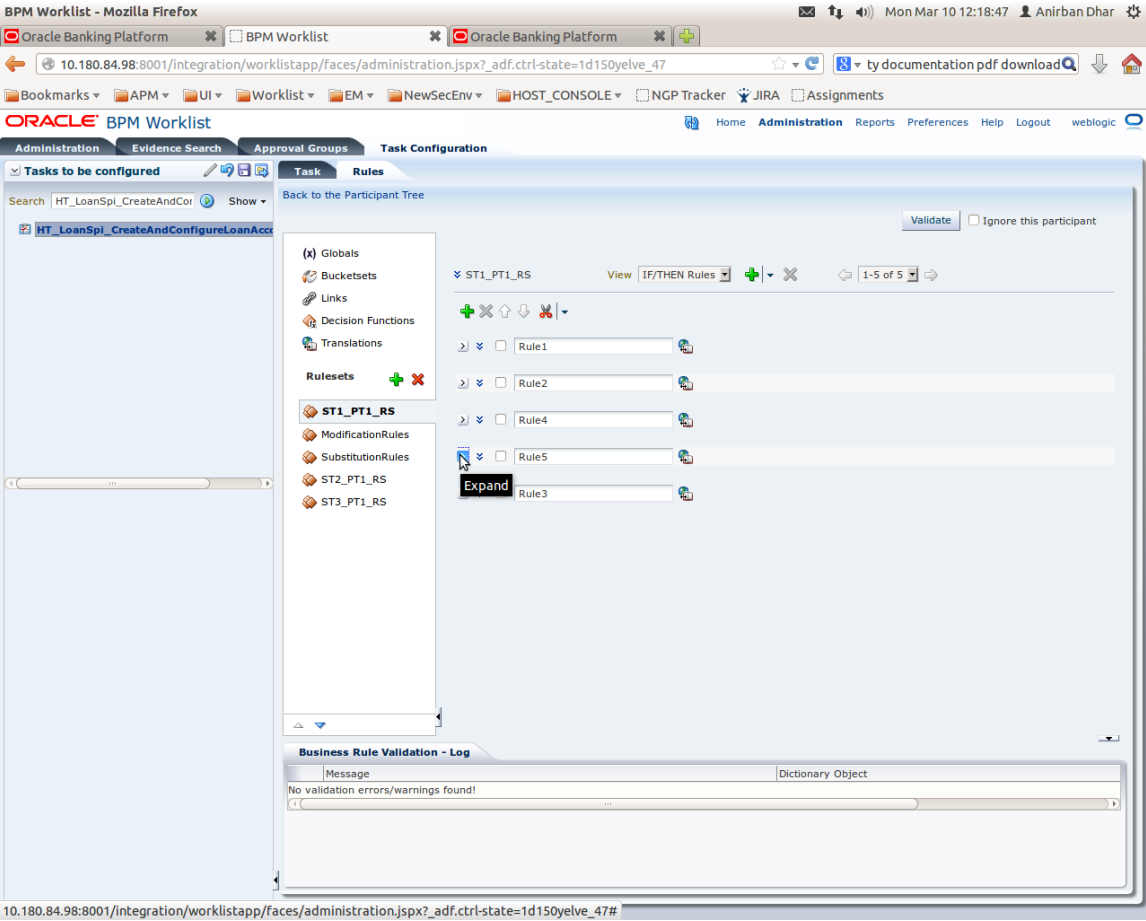 BPM Worklist - Mozilla Firefox
Mon Mar 10 12:18:47 Anirban Dhar
Oracle Banking Platform
BPM Worklist
Oracle Banking Platform
10.180.84.98:8001/integration/worklistapp/faces/administration.jspx?_adf.ctrl-state=1d150yelve_47
ty documentation pdf download
Bookmarks APM UI Worklist EM NewSecEnv HOST_CONSOLE NGP Tracker JIRA Assignments
ORACLE BPM Worklist
Home Administration Reports Preferences Help Logout weblogic
Administration Evidence Search Approval Groups Task Configuration
Tasks to be configured
Search HT_LoanSpi_CreateAndCor Show
HT_LoanSpi_CreateAndConfigureLoanAcco
Task Rules
Back to the Participant Tree
Validate Ignore this participant
(x) Globals
Bucketsets
Links
Decision Functions
Translations
Rulesets
ST1_PT1_RS
ModificationRules
SubstitutionRules
ST2_PT1_RS
ST3_PT1_RS
ST1_PT1_RS View IF/THEN Rules 1-5 of 5
Rule1
Rule2
Rule4
Rule5
Expand
Rule3
Business Rule Validation - Log
Message Dictionary Object
No validation errors/warnings found!
10.180.84.98:8001/integration/worklistapp/faces/administration.jspx?_adf.ctrl-state=1d150yelve_47#